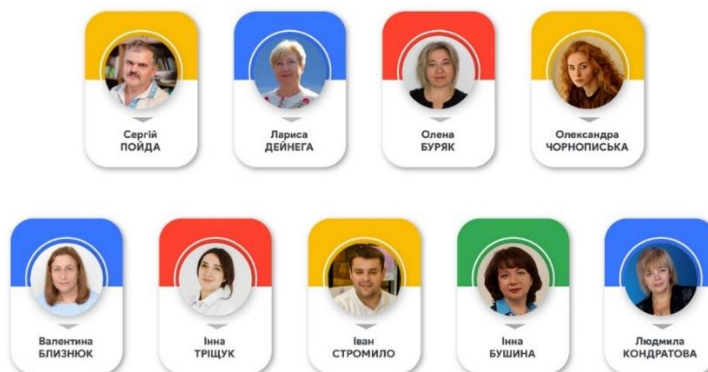 Сергій
ПОЙДА
Лариса
ДЕЙНЕГА
Олена
БУРЯК
Олександра
ЧОРНОПИСЬКА
Валентина
БЛИЗНЮК
Інна
ТРІЩУК
Іван
СТРОМИЛО
Інна
БУШИНА
Людмила
КОНДРАТОВА